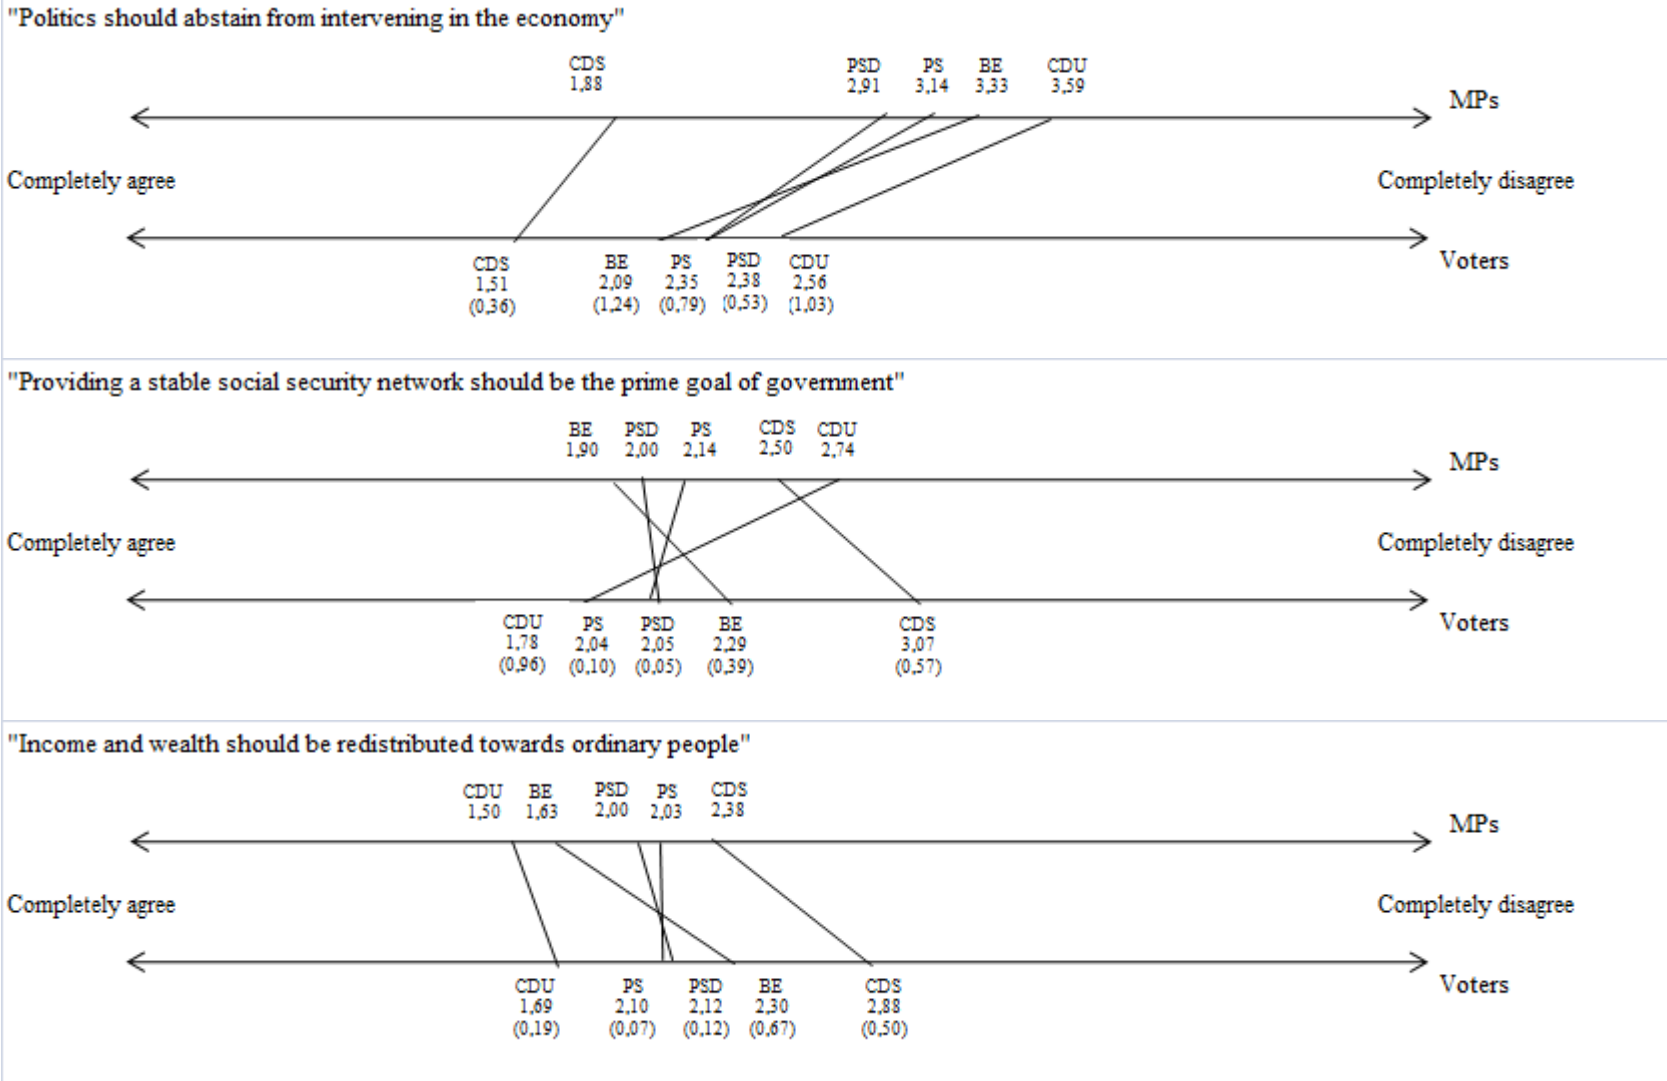 "Politics should abstain from intervening in the economy"
CDS PSD PS BE CDU
1,88 2,91 3,14 3,33 3,59
MPs
Completely agree Completely disagree
Voters
CDS BE PS PSD CDU
1,51 2,09 2,35 2,38 2,56
(0,36) (1,24) (0,79) (0,53) (1,03)
"Providing a stable social security network should be the prime goal of government"
BE PSD PS CDS CDU
1,90 2,00 2,14 2,50 2,74
MPs
Completely agree Completely disagree
Voters
CDU PS PSD BE CDS
1,78 2,04 2,05 2,29 3,07
(0,96) (0,10) (0,05) (0,39) (0,57)
"Income and wealth should be redistributed towards ordinary people"
CDU BE PSD PS CDS
1,50 1,63 2,00 2,03 2,38
MPs
Completely agree Completely disagree
Voters
CDU PS PSD BE CDS
1,69 2,10 2,12 2,30 2,88
(0,19) (0,07) (0,12) (0,67) (0,50)